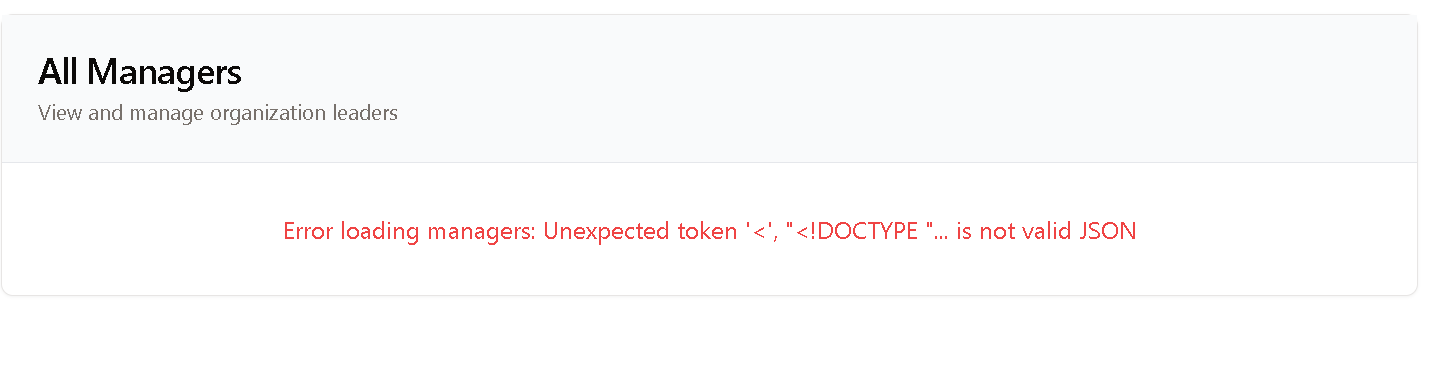 All Managers
View and manage organization leaders
Error loading managers: Unexpected token '<', "<!DOCTYPE "... is not valid JSON